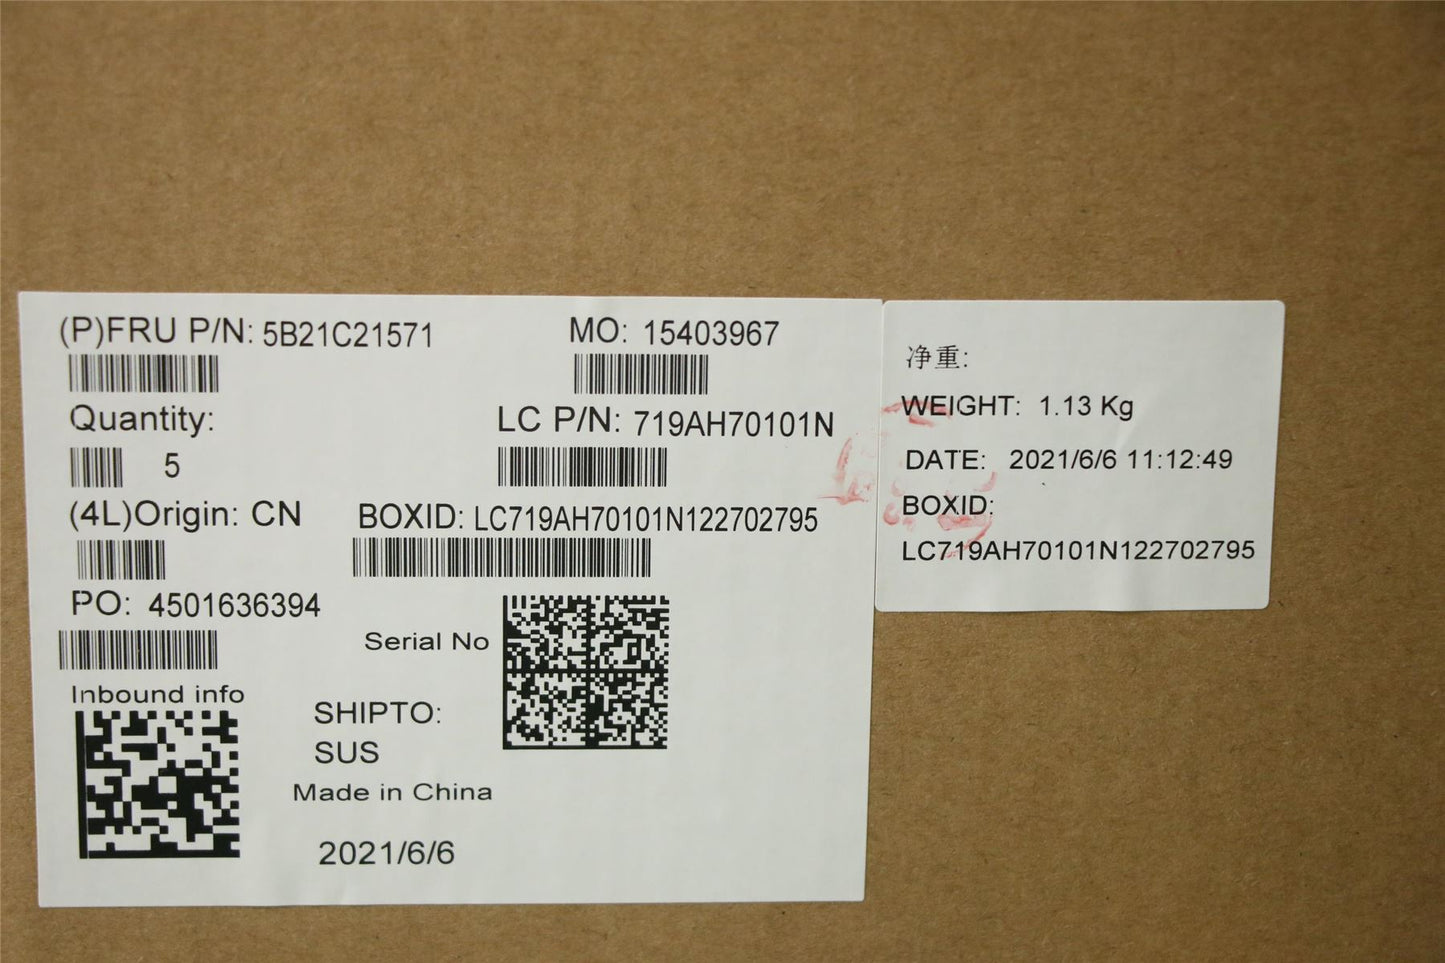 (P)FRU P/N: 5B21C21571
MO: 15403967
Quantity:
5
LC P/N: 719AH70101N
(4L)Origin: CN
BOXID: LC719AH70101N122702795
PO: 4501636394
Serial No
Inbound info
SHIPTO:
SUS
Made in China
2021/6/6
净重:
WEIGHT: 1.13 Kg
DATE: 2021/6/6 11:12:49
BOXID:
LC719AH70101N122702795